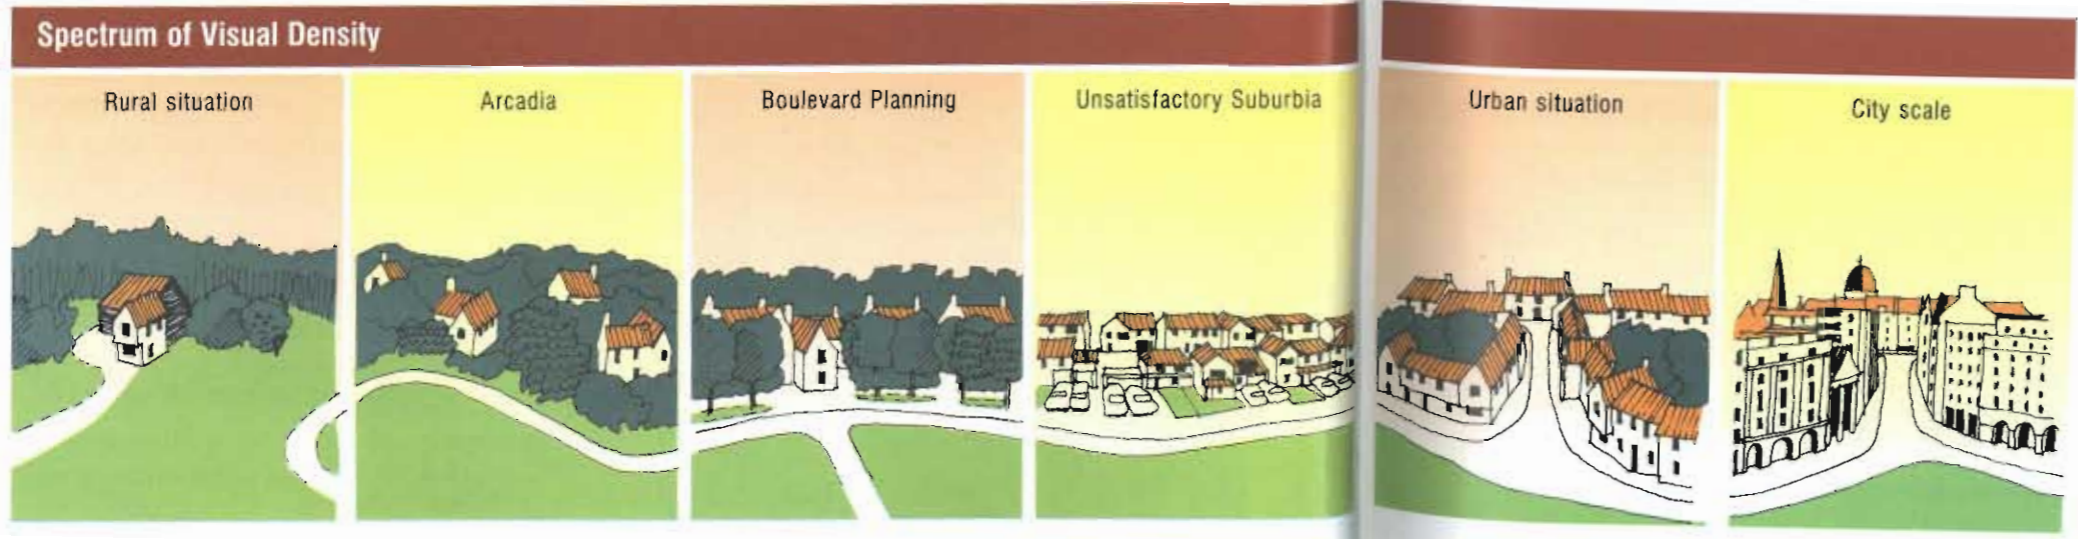 Spectrum of Visual Density
Rural situation
Arcadia
Boulevard Planning
Unsatisfactory Suburbia
Urban situation
City scale